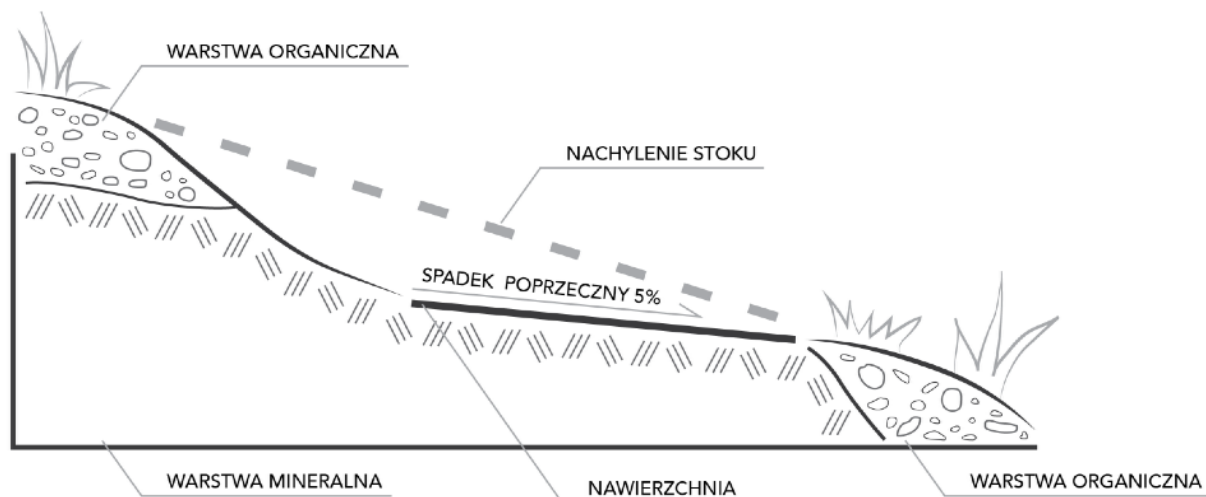 WARSTWA ORGANICZNA
NACHYLENIE STOKU
SPADEK POPRZECZNY 5%
WARSTWA MINERALNA
NAWIERZCHNIA
WARSTWA ORGANICZNA